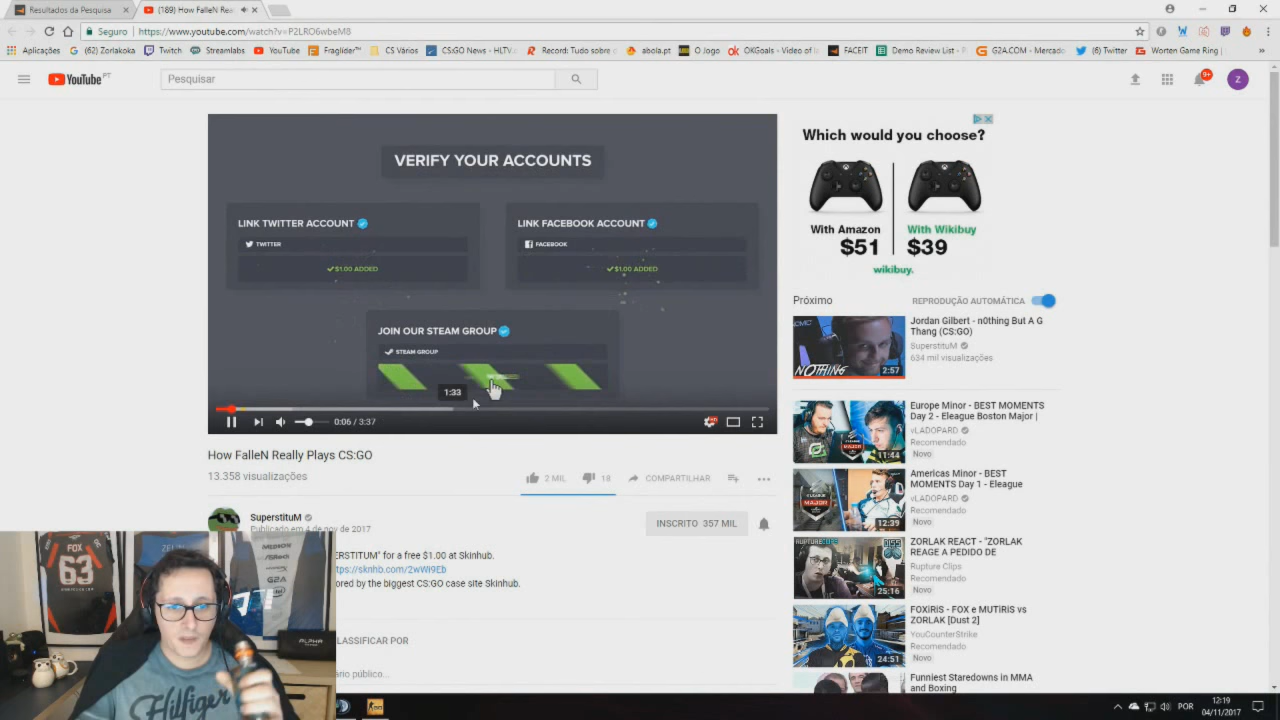 Resultados da Pesquisa
(189) How FalleN Rea
Seguro
https://www.youtube.com/watch?v=P2LRO6wbeM8
Aplicações
(62) Zorlakoka
Twitch
Streamlabs
YouTube
Fraglíder™
CS Vários
CS:GO News - HLTV.
Record: Tudo sobre o
abola.pt
O Jogo
OKGoals - Video of l
FACEIT
Demo Review List - P
G2A.COM - Mercado
(6) Twitter
Worten Game Ring |
YouTube PT
Pesquisar
9+
Z
VERIFY YOUR ACCOUNTS
LINK TWITTER ACCOUNT
TWITTER
$1.00 ADDED
LINK FACEBOOK ACCOUNT
FACEBOOK
$1.00 ADDED
JOIN OUR STEAM GROUP
STEAM GROUP
1:33
0:06 / 3:37
How FalleN Really Plays CS:GO
13.358 visualizações
2 MIL
18
COMPARTILHAR
SuperstituM
Publicado em 4 de nov de 2017
INSCRITO 357 MIL
ERSTITUM" for a free $1.00 at Skinhub.
ttps://sknhb.com/2wWi9Eb
ored by the biggest CS:GO case site Skinhub.
CLASSIFICAR POR
ário público...
Which would you choose?
With Amazon
$51
With Wikibuy
$39
wikibuy.
Próximo
REPRODUÇÃO AUTOMÁTICA
NOTHING
2:57
Jordan Gilbert - n0thing But A G
Thang (CS:GO)
SuperstituM
634 mil visualizações
11:44
Europe Minor - BEST MOMENTS
Day 2 - Eleague Boston Major |
vLADOPARD
Recomendado
Novo
12:39
Americas Minor - BEST
MOMENTS Day 1 - Eleague
vLADOPARD
Recomendado
Novo
25:16
ZORLAK REACT - "ZORLAK
REAGE A PEDIDO DE
Rupture Clips
Recomendado
Novo
24:51
FOXiRiS - FOX e MUTiRiS vs
ZORLAK [Dust 2]
YouCounterStrike
Recomendado
Novo
Funniest Staredowns in MMA
and Boxing
FOX
63
G2A
ALPHA
Hilfiger
POR
12:19
04/11/2017